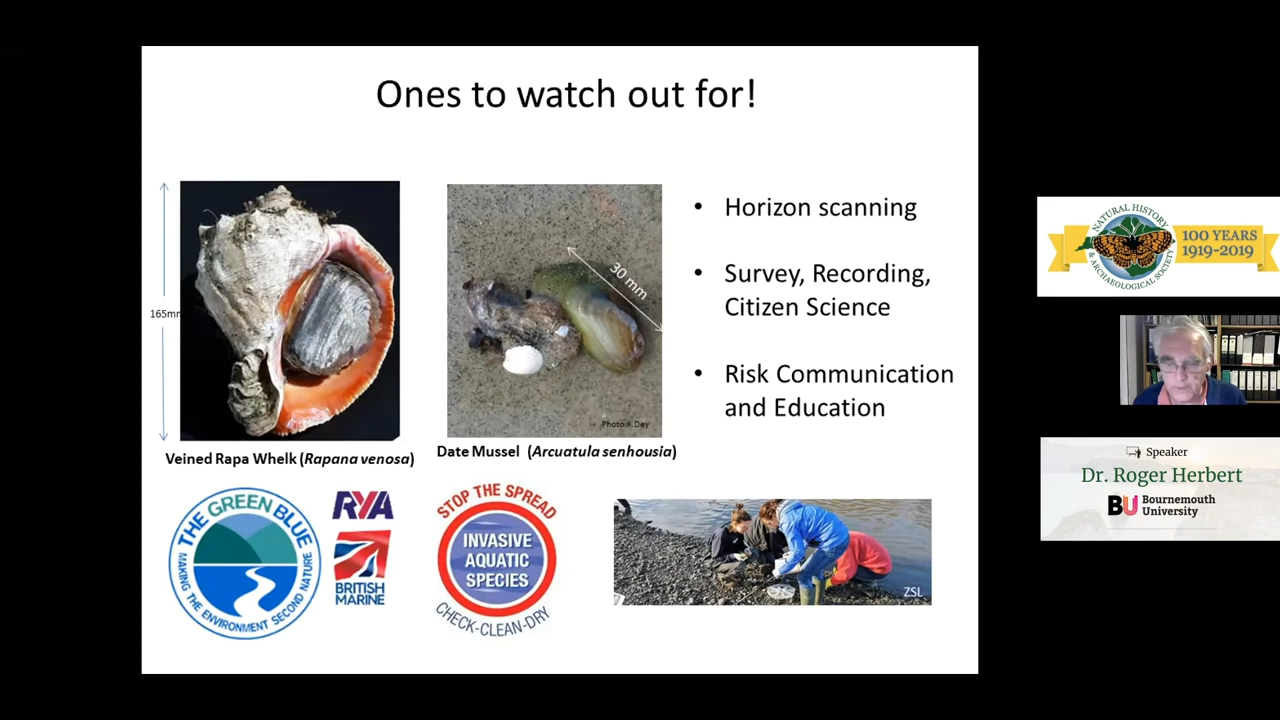 Ones to watch out for!
165mm
30 mm
Photo:K.Dey
Veined Rapa Whelk (Rapana venosa)
Date Mussel (Arcuatula senhousia)
• Horizon scanning
• Survey, Recording,
Citizen Science
• Risk Communication
and Education
THE GREEN BLUE
MAKING THE ENVIRONMENT SECOND NATURE
RYA
BRITISH
MARINE
STOP THE SPREAD
INVASIVE
AQUATIC
SPECIES
CHECK-CLEAN-DRY
ZSL
NATURAL HISTORY
& ARCHAEOLOGICAL SOCIETY
100 YEARS
1919-2019
Speaker
Dr. Roger Herbert
BU
Bournemouth
University